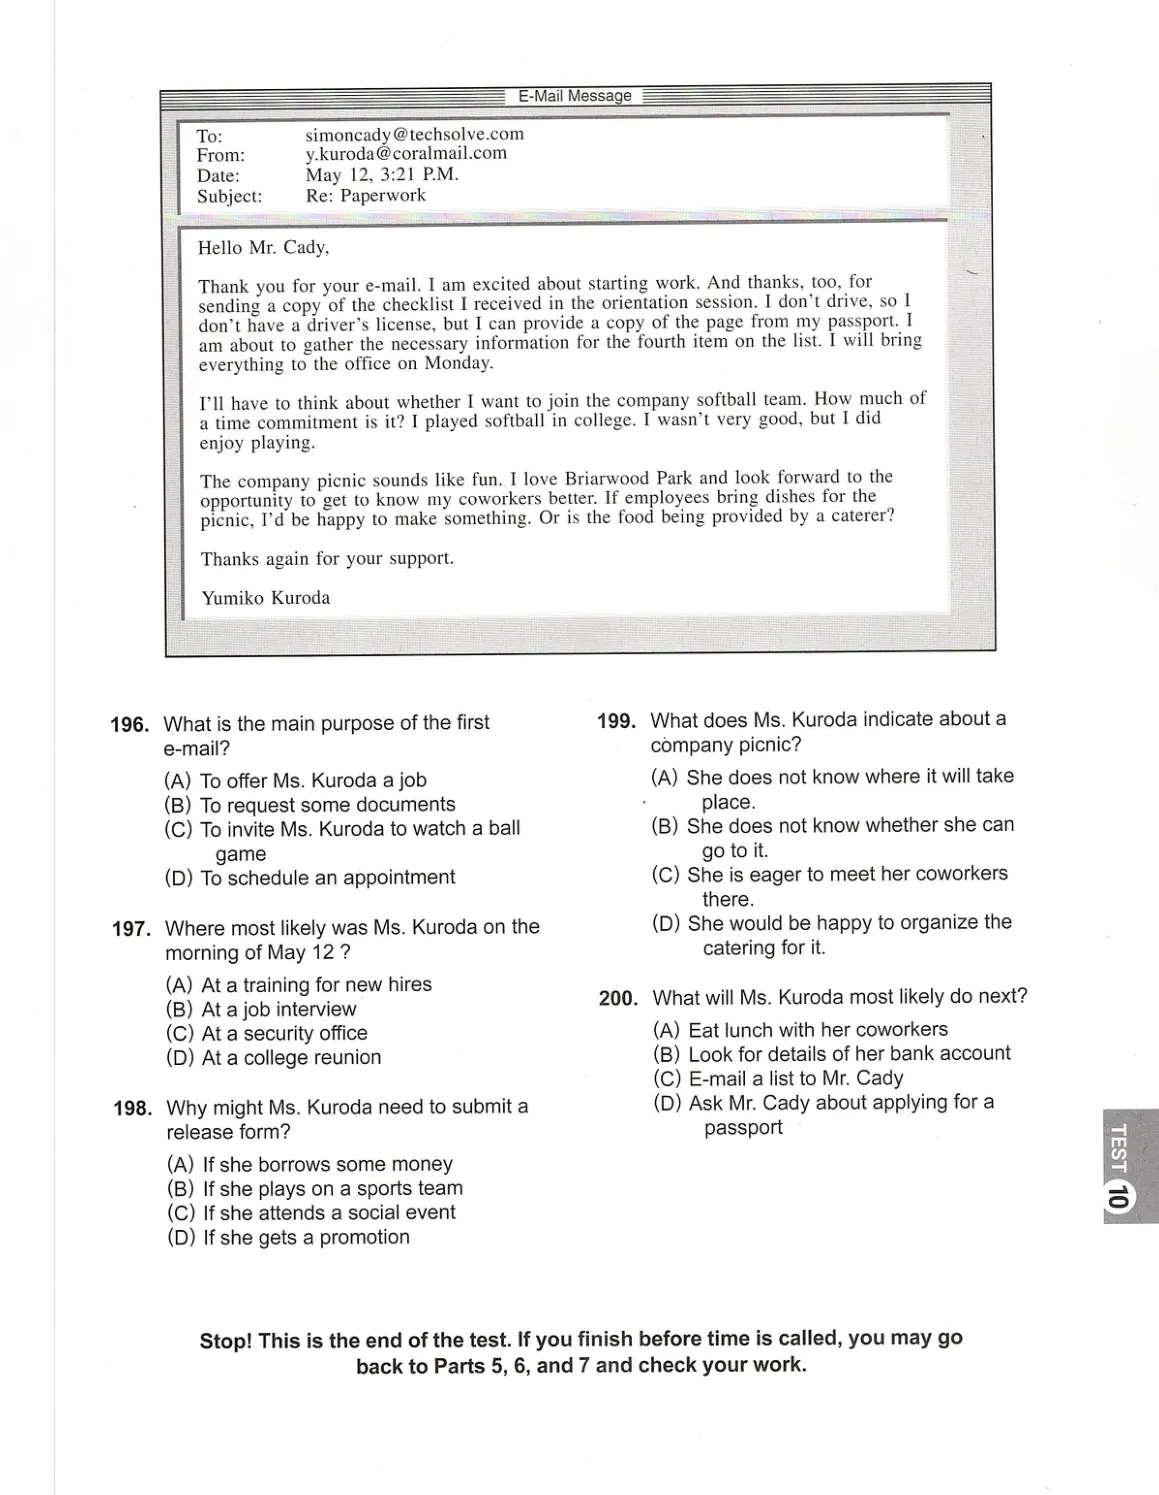 E-Mail Message
To: simoncady@techsolve.com
From: y.kuroda@coralmail.com
Date: May 12, 3:21 P.M.
Subject: Re: Paperwork
Hello Mr. Cady,
Thank you for your e-mail. I am excited about starting work. And thanks, too, for
sending a copy of the checklist I received in the orientation session. I don't drive, so I
don't have a driver's license, but I can provide a copy of the page from my passport. I
am about to gather the necessary information for the fourth item on the list. I will bring
everything to the office on Monday.
I'll have to think about whether I want to join the company softball team. How much of
a time commitment is it? I played softball in college. I wasn't very good, but I did
enjoy playing.
The company picnic sounds like fun. I love Briarwood Park and look forward to the
opportunity to get to know my coworkers better. If employees bring dishes for the
picnic, I'd be happy to make something. Or is the food being provided by a caterer?
Thanks again for your support.
Yumiko Kuroda
196. What is the main purpose of the first
e-mail?
(A) To offer Ms. Kuroda a job
(B) To request some documents
(C) To invite Ms. Kuroda to watch a ball
game
(D) To schedule an appointment
197. Where most likely was Ms. Kuroda on the
morning of May 12 ?
(A) At a training for new hires
(B) At a job interview
(C) At a security office
(D) At a college reunion
198. Why might Ms. Kuroda need to submit a
release form?
(A) If she borrows some money
(B) If she plays on a sports team
(C) If she attends a social event
(D) If she gets a promotion
199. What does Ms. Kuroda indicate about a
company picnic?
(A) She does not know where it will take
place.
(B) She does not know whether she can
go to it.
(C) She is eager to meet her coworkers
there.
(D) She would be happy to organize the
catering for it.
200. What will Ms. Kuroda most likely do next?
(A) Eat lunch with her coworkers
(B) Look for details of her bank account
(C) E-mail a list to Mr. Cady
(D) Ask Mr. Cady about applying for a
passport
TEST 10
Stop! This is the end of the test. If you finish before time is called, you may go
back to Parts 5, 6, and 7 and check your work.